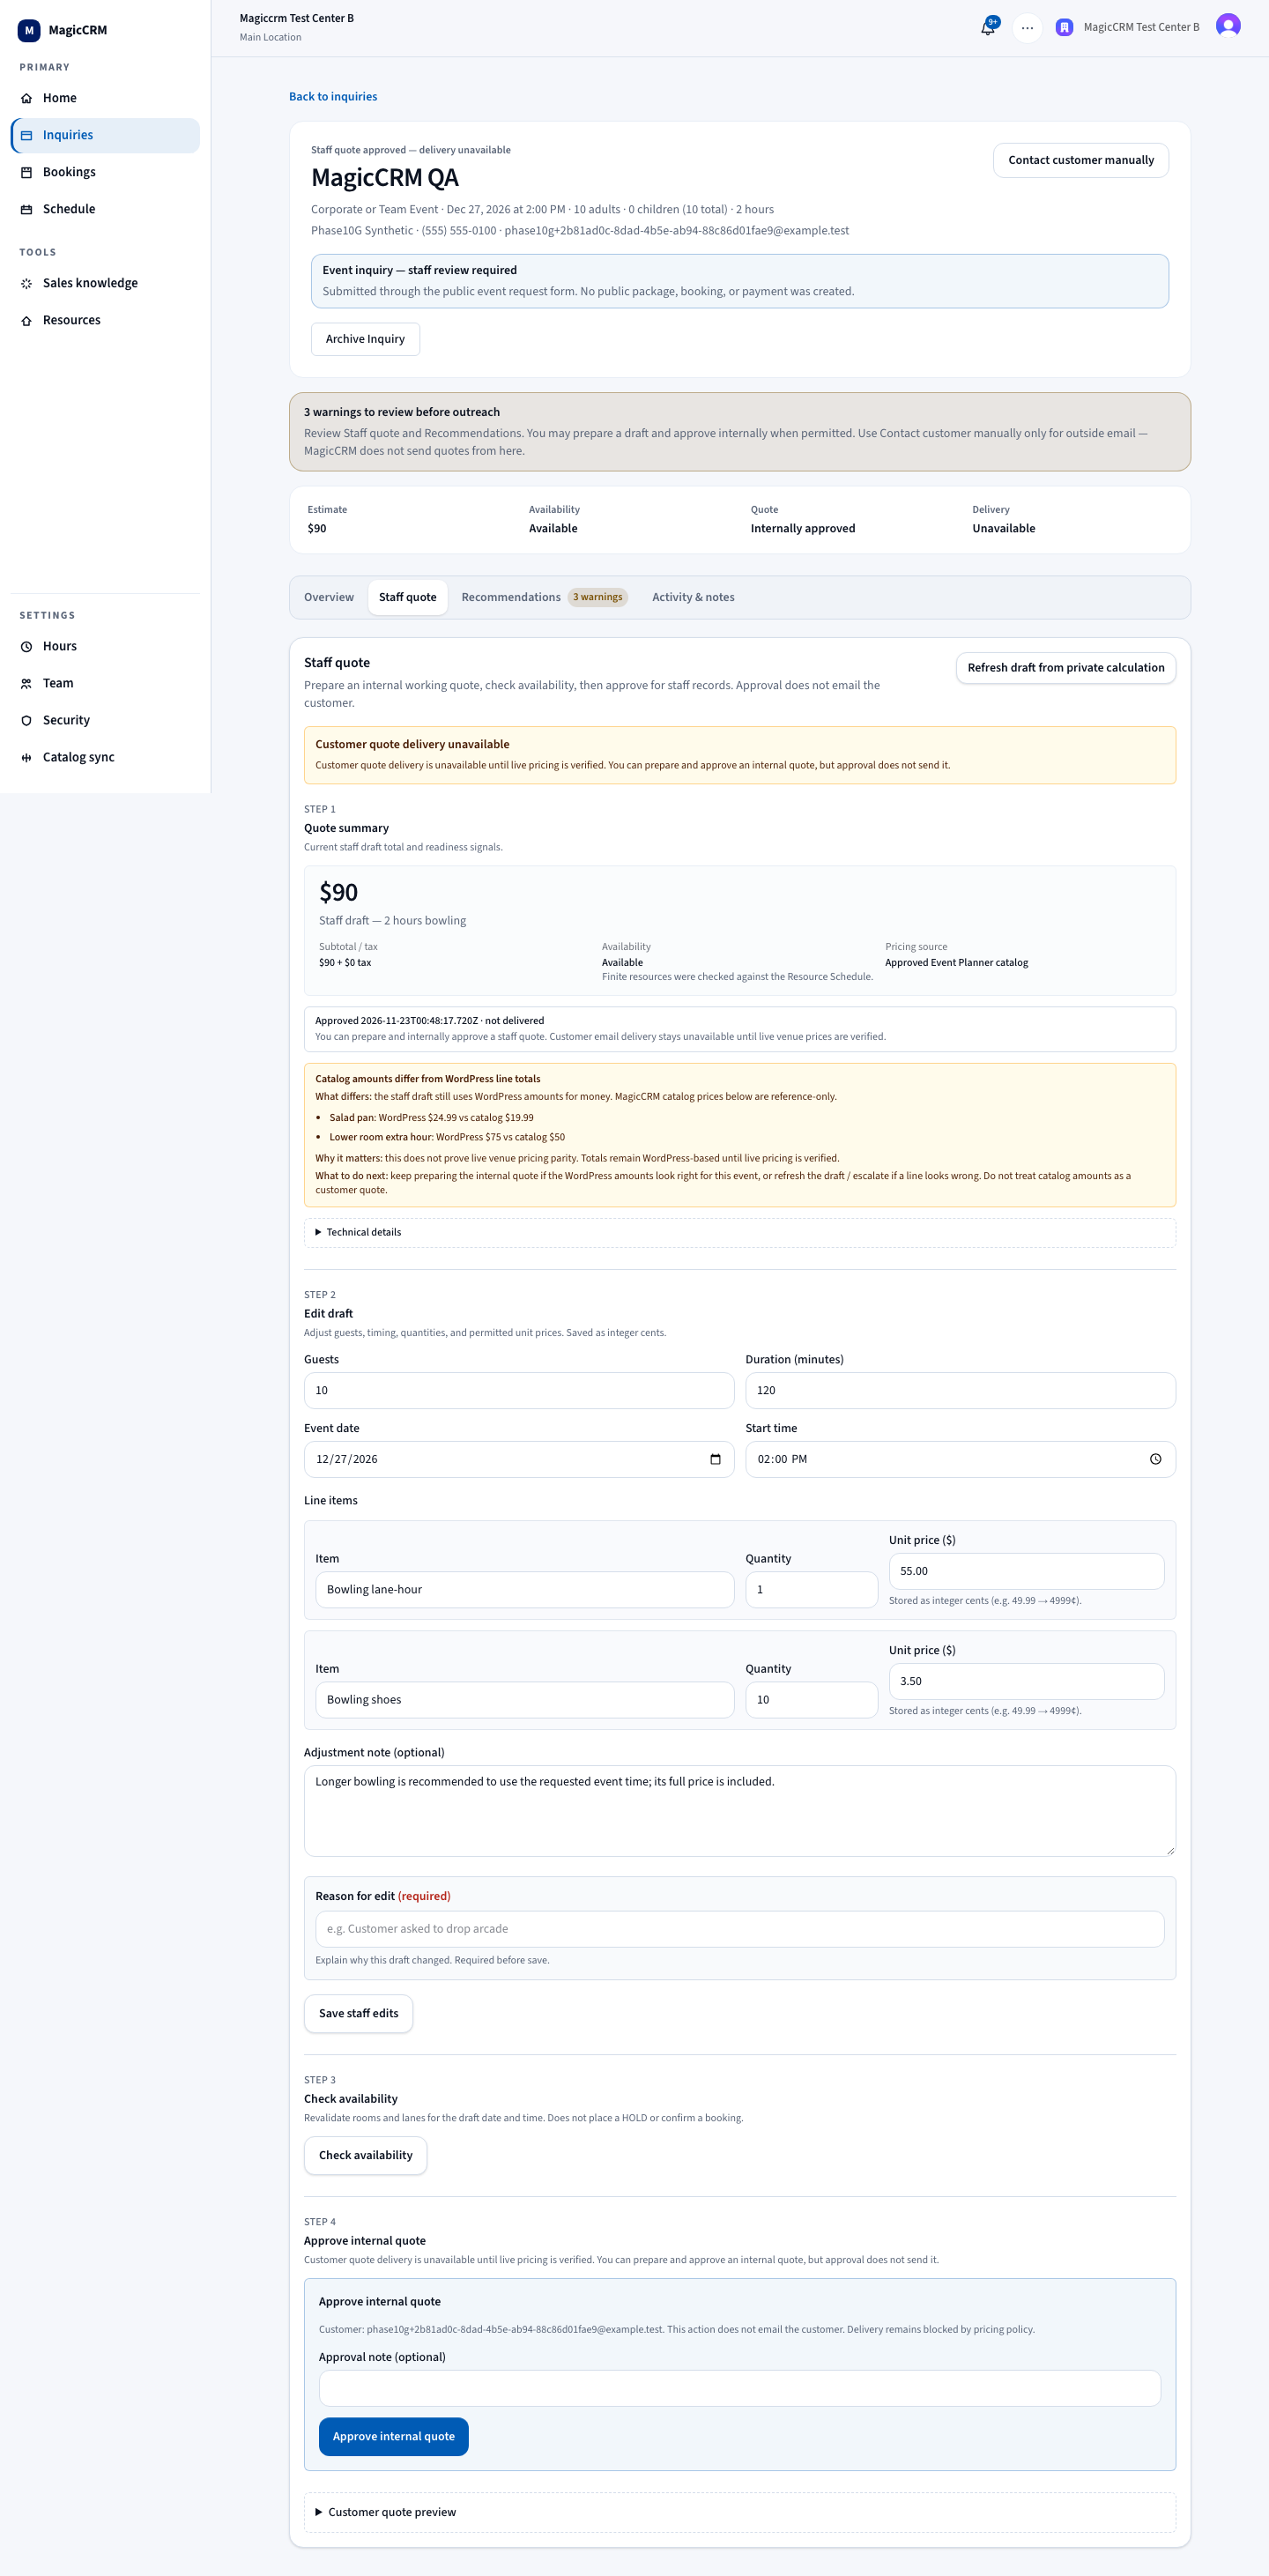 M MagicCRM
PRIMARY
Home
Inquiries
Bookings
Schedule
TOOLS
Sales knowledge
Resources
SETTINGS
Hours
Team
Security
Catalog sync
Magiccrm Test Center B
Main Location
9+
MagicCRM Test Center B
Back to inquiries
Staff quote approved — delivery unavailable
Contact customer manually
MagicCRM QA
Corporate or Team Event · Dec 27, 2026 at 2:00 PM · 10 adults · 0 children (10 total) · 2 hours
Phase10G Synthetic · (555) 555-0100 · phase10g+2b81ad0c-8dad-4b5e-ab94-88c86d01fae9@example.test
Event inquiry — staff review required
Submitted through the public event request form. No public package, booking, or payment was created.
Archive Inquiry
3 warnings to review before outreach
Review Staff quote and Recommendations. You may prepare a draft and approve internally when permitted. Use Contact customer manually only for outside email —
MagicCRM does not send quotes from here.
Estimate
$90
Availability
Available
Quote
Internally approved
Delivery
Unavailable
Overview
Staff quote
Recommendations
3 warnings
Activity & notes
Staff quote
Refresh draft from private calculation
Prepare an internal working quote, check availability, then approve for staff records. Approval does not email the
customer.
Customer quote delivery unavailable
Customer quote delivery is unavailable until live pricing is verified. You can prepare and approve an internal quote, but approval does not send it.
STEP 1
Quote summary
Current staff draft total and readiness signals.
$90
Staff draft — 2 hours bowling
Subtotal / tax
$90 + $0 tax
Availability
Available
Finite resources were checked against the Resource Schedule.
Pricing source
Approved Event Planner catalog
Approved 2026-11-23T00:48:17.720Z · not delivered
You can prepare and internally approve a staff quote. Customer email delivery stays unavailable until live venue prices are verified.
Catalog amounts differ from WordPress line totals
What differs: the staff draft still uses WordPress amounts for money. MagicCRM catalog prices below are reference-only.
• Salad pan: WordPress $24.99 vs catalog $19.99
• Lower room extra hour: WordPress $75 vs catalog $50
Why it matters: this does not prove live venue pricing parity. Totals remain WordPress-based until live pricing is verified.
What to do next: keep preparing the internal quote if the WordPress amounts look right for this event, or refresh the draft / escalate if a line looks wrong. Do not treat catalog amounts as a
customer quote.
Technical details
STEP 2
Edit draft
Adjust guests, timing, quantities, and permitted unit prices. Saved as integer cents.
Guests
10
Duration (minutes)
120
Event date
12/27/2026
Start time
02:00 PM
Line items
Item
Bowling lane-hour
Quantity
1
Unit price ($)
55.00
Stored as integer cents (e.g. 49.99 → 4999¢).
Item
Bowling shoes
Quantity
10
Unit price ($)
3.50
Stored as integer cents (e.g. 49.99 → 4999¢).
Adjustment note (optional)
Longer bowling is recommended to use the requested event time; its full price is included.
Reason for edit (required)
e.g. Customer asked to drop arcade
Explain why this draft changed. Required before save.
Save staff edits
STEP 3
Check availability
Revalidate rooms and lanes for the draft date and time. Does not place a HOLD or confirm a booking.
Check availability
STEP 4
Approve internal quote
Customer quote delivery is unavailable until live pricing is verified. You can prepare and approve an internal quote, but approval does not send it.
Approve internal quote
Customer: phase10g+2b81ad0c-8dad-4b5e-ab94-88c86d01fae9@example.test. This action does not email the customer. Delivery remains blocked by pricing policy.
Approval note (optional)
Approve internal quote
Customer quote preview